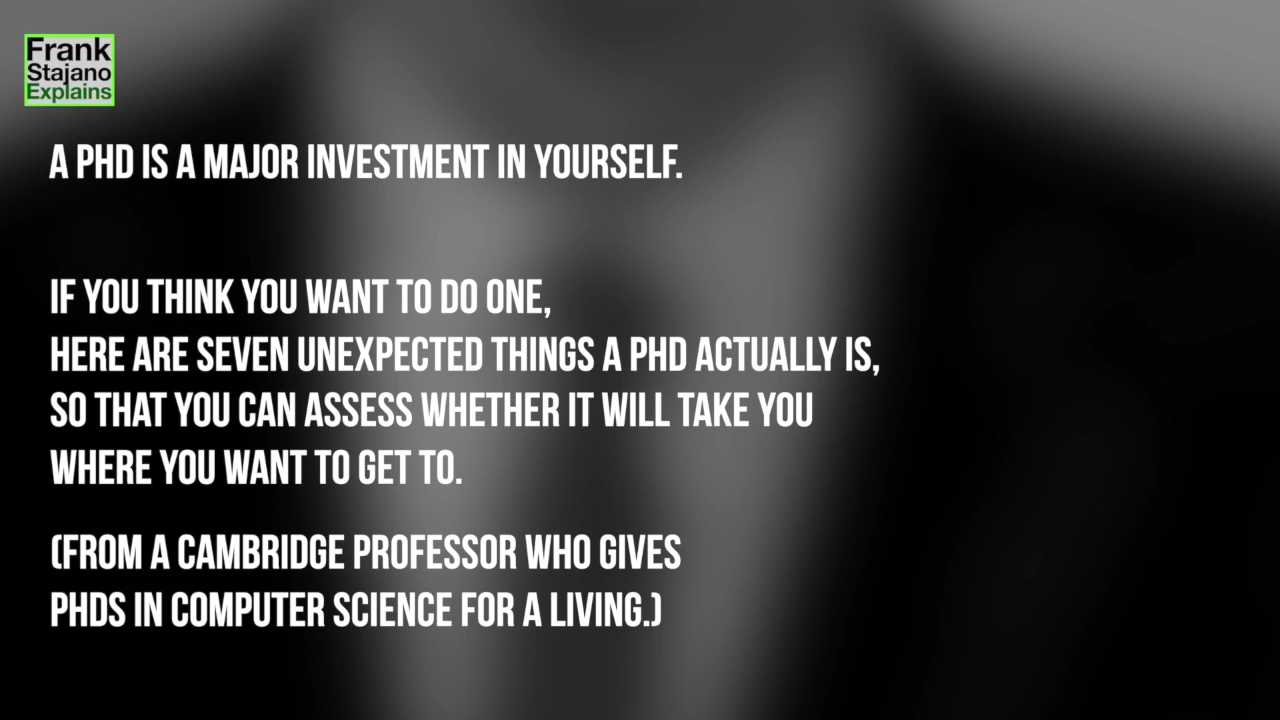 Frank
Stajano
Explains
A PHD IS A MAJOR INVESTMENT IN YOURSELF.
IF YOU THINK YOU WANT TO DO ONE,
HERE ARE SEVEN UNEXPECTED THINGS A PHD ACTUALLY IS,
SO THAT YOU CAN ASSESS WHETHER IT WILL TAKE YOU
WHERE YOU WANT TO GET TO.
(FROM A CAMBRIDGE PROFESSOR WHO GIVES
PHDS IN COMPUTER SCIENCE FOR A LIVING.)